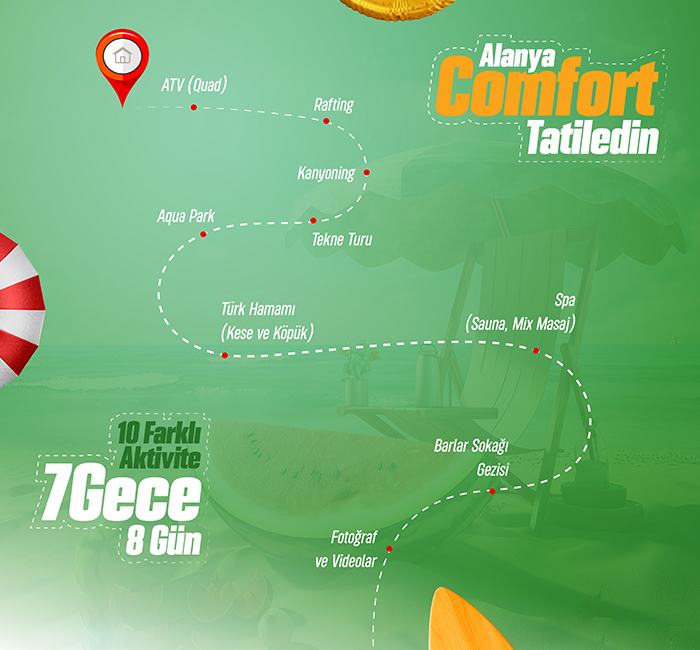 Alanya
Comfort
Tatiledin
ATV (Quad)
Rafting
Kanyoning
Aqua Park
Tekne Turu
Türk Hamamı
(Kese ve Köpük)
Spa
(Sauna, Mix Masaj)
Barlar Sokağı
Gezisi
10 Farklı
Aktivite
7Gece
8 Gün
Fotoğraf
ve Videolar